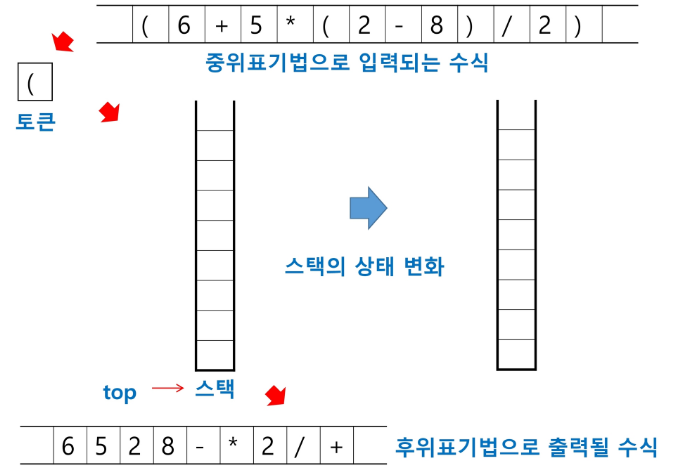 ( 6 + 5 * ( 2 - 8 ) / 2 )
중위표기법으로 입력되는 수식
(
토큰
스택의 상태 변화
top 스택
6 5 2 8 - * 2 / +
후위표기법으로 출력될 수식